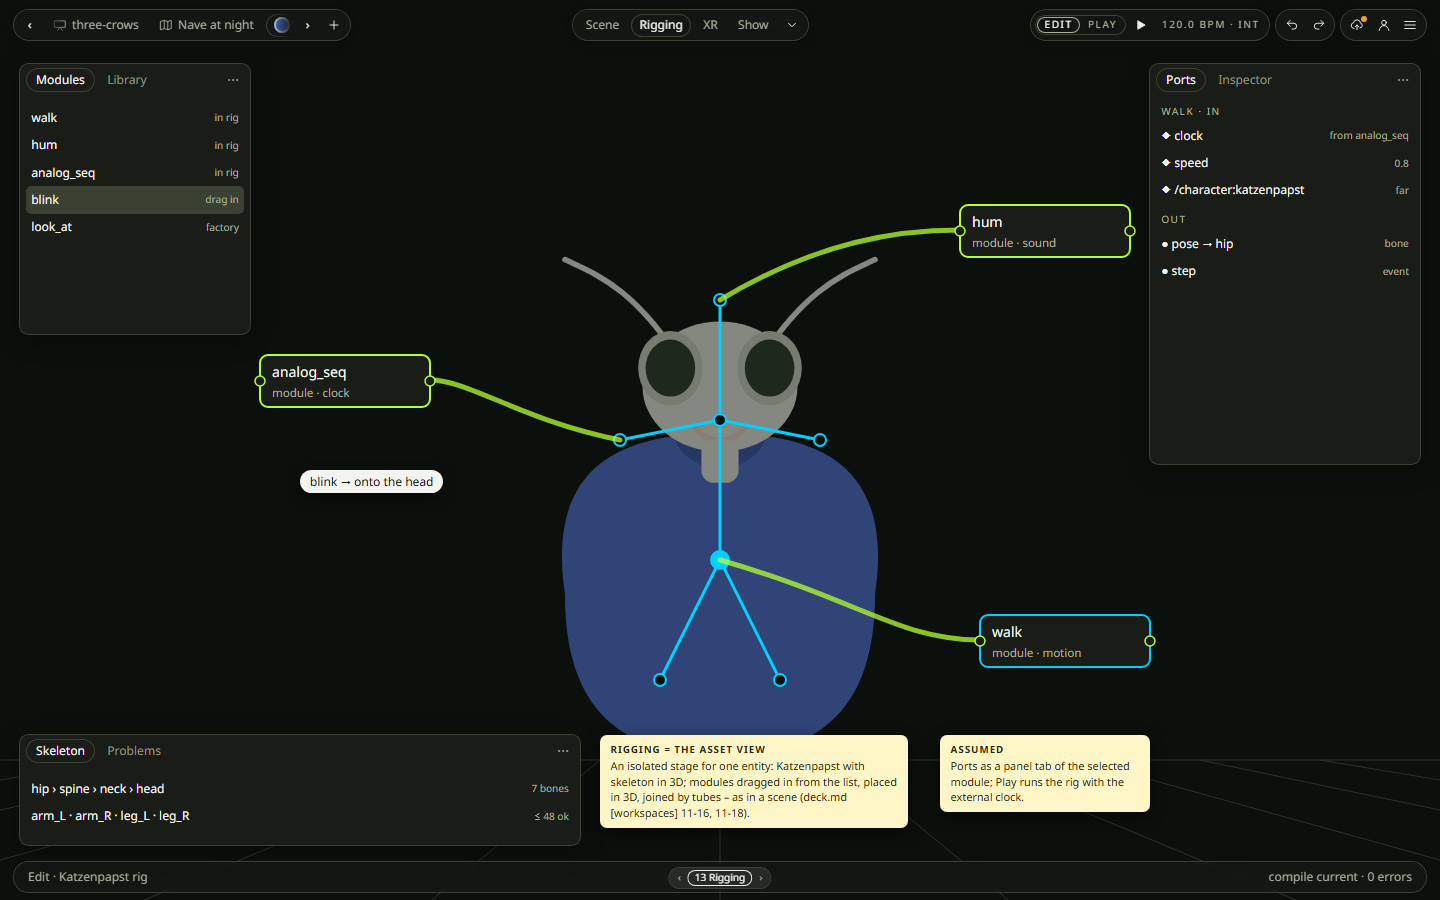 three-crows
Nave at night
Scene
Rigging
XR
Show
EDIT
PLAY
120.0 BPM · INT
Modules
Library
walk
in rig
hum
in rig
analog_seq
in rig
blink
drag in
look_at
factory
Ports
Inspector
WALK · IN
clock
from analog_seq
speed
0.8
/character:katzenpapst
far
OUT
pose → hip
bone
step
event
hum
module · sound
analog_seq
module · clock
blink → onto the head
walk
module · motion
Skeleton
Problems
hip › spine › neck › head
7 bones
arm_L · arm_R · leg_L · leg_R
≤ 48 ok
RIGGING = THE ASSET VIEW
An isolated stage for one entity: Katzenpapst with
skeleton in 3D; modules dragged in from the list, placed
in 3D, joined by tubes – as in a scene (deck.md
[workspaces] 11-16, 11-18).
ASSUMED
Ports as a panel tab of the selected
module; Play runs the rig with the
external clock.
Edit · Katzenpapst rig
‹ 13 Rigging ›
compile current · 0 errors